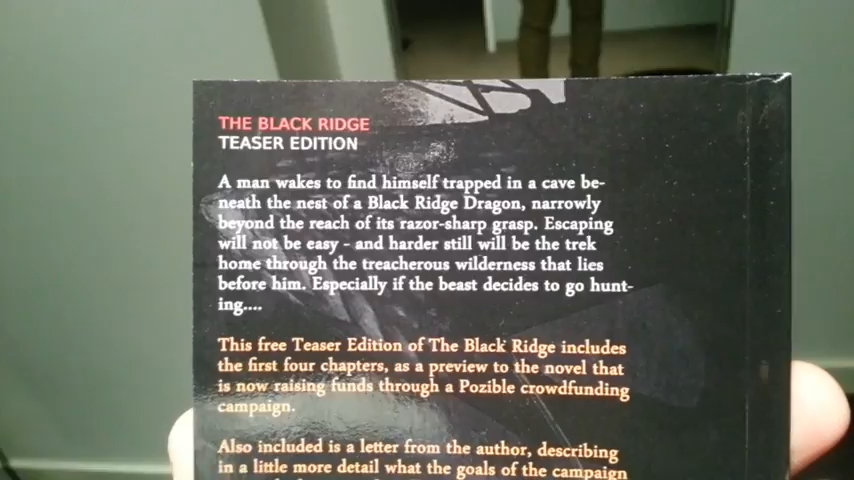 THE BLACK RIDGE
TEASER EDITION
A man wakes to find himself trapped in a cave be-
neath the nest of a Black Ridge Dragon, narrowly
beyond the reach of its razor-sharp grasp. Escaping
will not be easy - and harder still will be the trek
home through the treacherous wilderness that lies
before him. Especially if the beast decides to go hunt-
ing....
This free Teaser Edition of The Black Ridge includes
the first four chapters, as a preview to the novel that
is now raising funds through a Pozible crowdfunding
campaign.
Also included is a letter from the author, describing
in a little more detail what the goals of the campaign